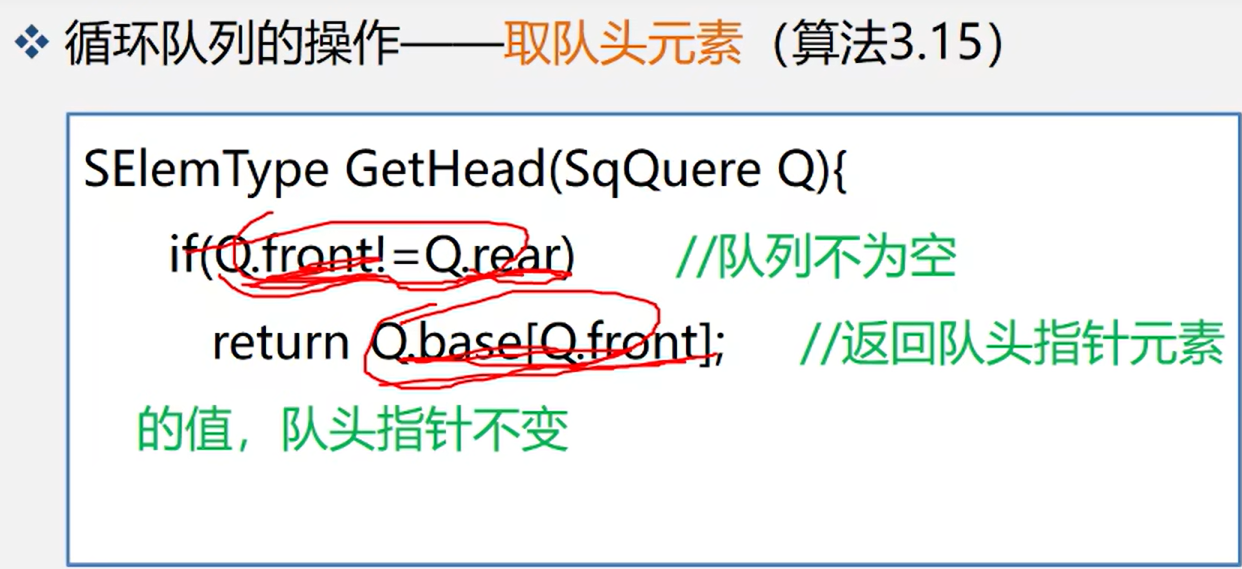 循环队列的操作——取队头元素（算法3.15）
SElemType GetHead(SqQuere Q){
if(Q.front!=Q.rear) //队列不为空
return Q.base[Q.front]; //返回队头指针元素
的值，队头指针不变